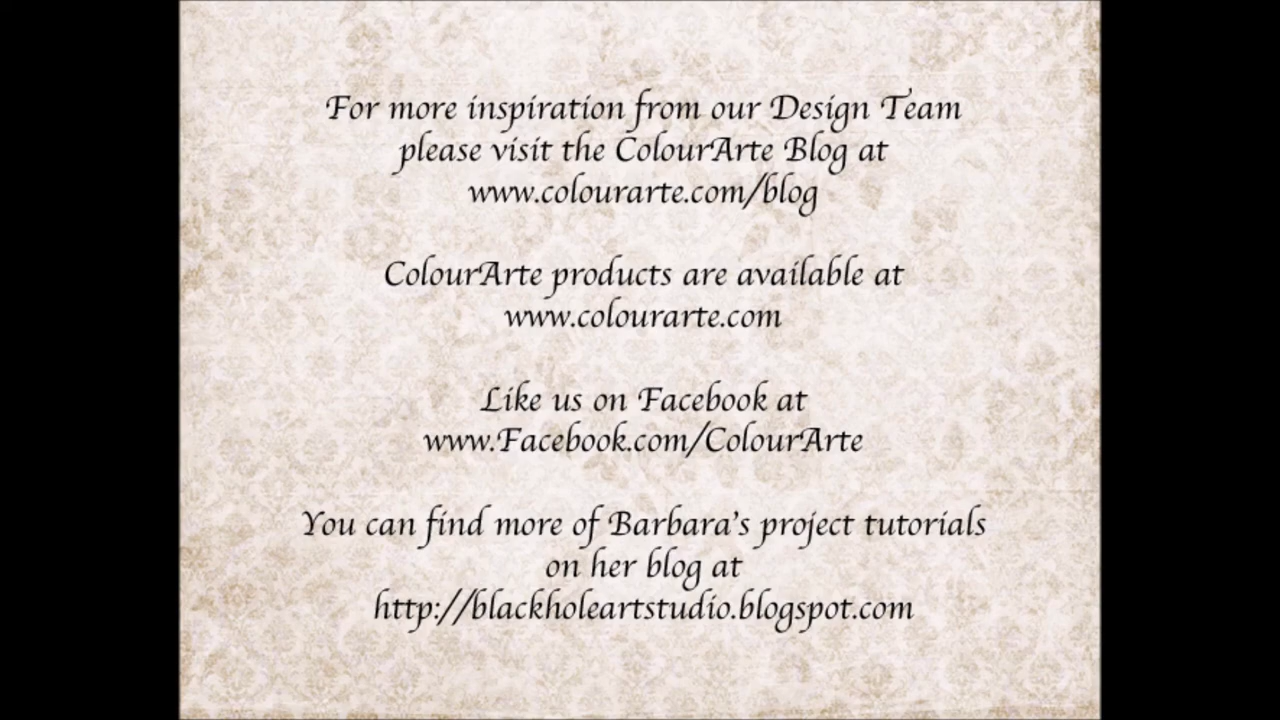 For more inspiration from our Design Team
please visit the ColourArte Blog at
www.colourarte.com/blog
ColourArte products are available at
www.colourarte.com
Like us on Facebook at
www.Facebook.com/ColourArte
You can find more of Barbara's project tutorials
on her blog at
http://blackholeartstudio.blogspot.com